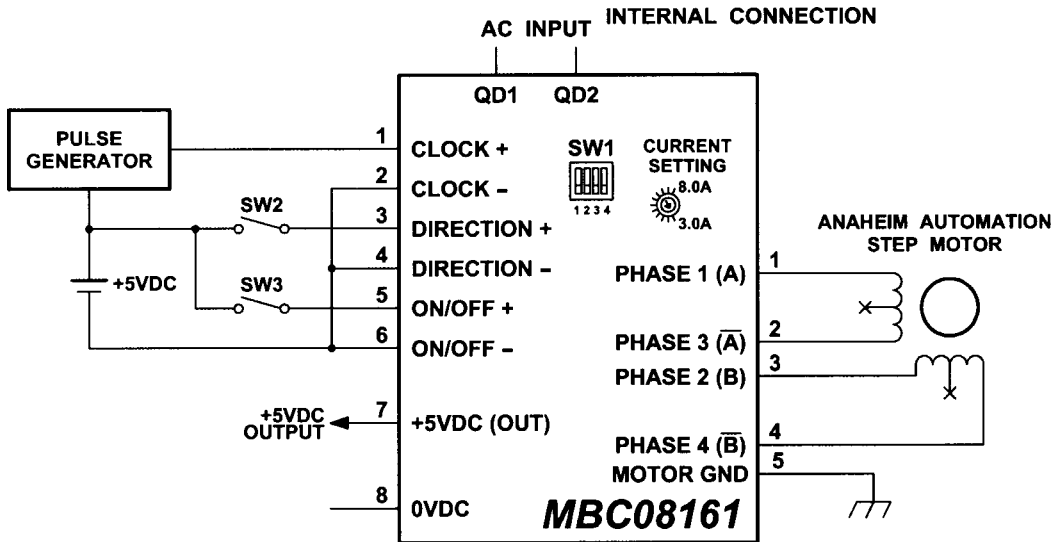 AC INPUT INTERNAL CONNECTION
QD1 QD2
PULSE
GENERATOR
1 CLOCK +
2 CLOCK –
SW2
3 DIRECTION +
4 DIRECTION –
+5VDC
SW3
5 ON/OFF +
6 ON/OFF –
+5VDC
OUTPUT
7 +5VDC (OUT)
8 0VDC
SW1
1 2 3 4
CURRENT
SETTING
8.0A
3.0A
ANAHEIM AUTOMATION
STEP MOTOR
PHASE 1 (A) 1
PHASE 3 (A̅) 2
PHASE 2 (B) 3
PHASE 4 (B̅) 4
MOTOR GND 5
MBC08161